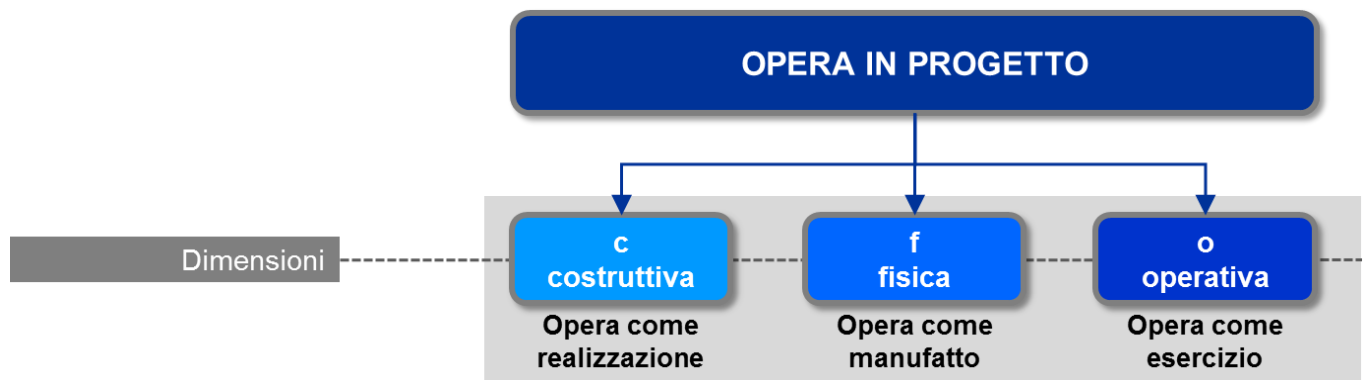 OPERA IN PROGETTO
Dimensioni
c
costruttiva
f
fisica
o
operativa
Opera come
realizzazione
Opera come
manufatto
Opera come
esercizio